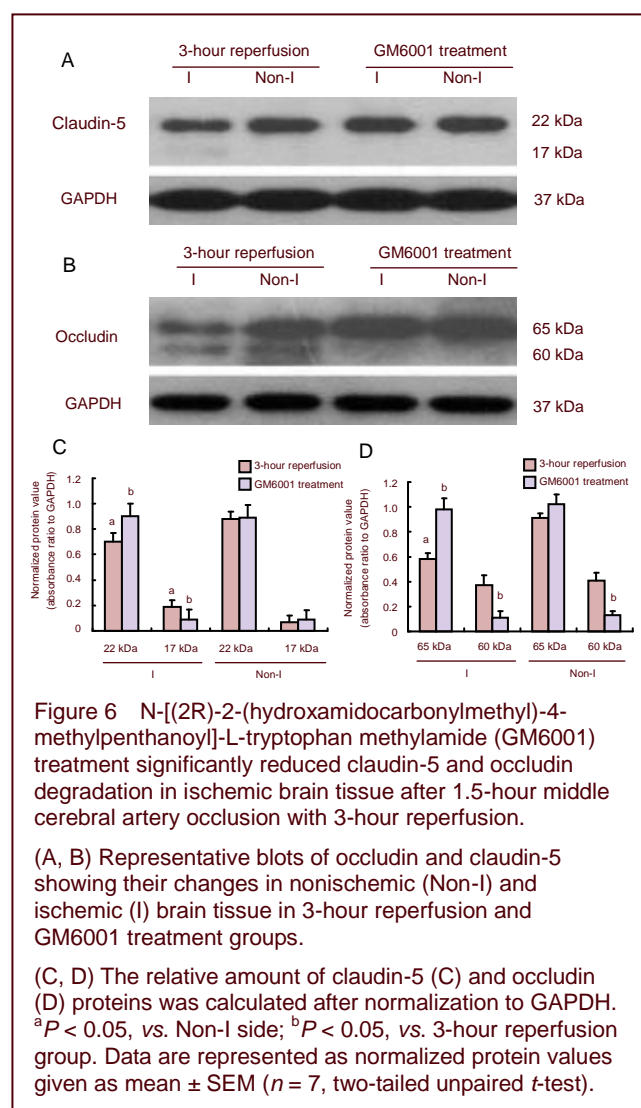 A
3-hour reperfusion GM6001 treatment
I Non-I I Non-I
Claudin-5 22 kDa
17 kDa
GAPDH 37 kDa
B
3-hour reperfusion GM6001 treatment
I Non-I I Non-I
Occludin 65 kDa
60 kDa
GAPDH 37 kDa
C
3-hour reperfusion
GM6001 treatment
Normalized protein value
(absorbance ratio to GAPDH)
1.2
1.0
0.8
0.6
0.4
0.2
0
a b a b
22 kDa 17 kDa 22 kDa 17 kDa
I Non-I
D
3-hour reperfusion
GM6001 treatment
Normalized protein value
(absorbance ratio to GAPDH)
1.2
1.0
0.8
0.6
0.4
0.2
0
a b b b
65 kDa 60 kDa 65 kDa 60 kDa
I Non-I
Figure 6 N-[(2R)-2-(hydroxamidocarbonylmethyl)-4-
methylpenthanoyl]-L-tryptophan methylamide (GM6001)
treatment significantly reduced claudin-5 and occludin
degradation in ischemic brain tissue after 1.5-hour middle
cerebral artery occlusion with 3-hour reperfusion.
(A, B) Representative blots of occludin and claudin-5
showing their changes in nonischemic (Non-I) and
ischemic (I) brain tissue in 3-hour reperfusion and
GM6001 treatment groups.
(C, D) The relative amount of claudin-5 (C) and occludin
(D) proteins was calculated after normalization to GAPDH.
aP < 0.05, vs. Non-I side; bP < 0.05, vs. 3-hour reperfusion
group. Data are represented as normalized protein values
given as mean ± SEM (n = 7, two-tailed unpaired t-test).